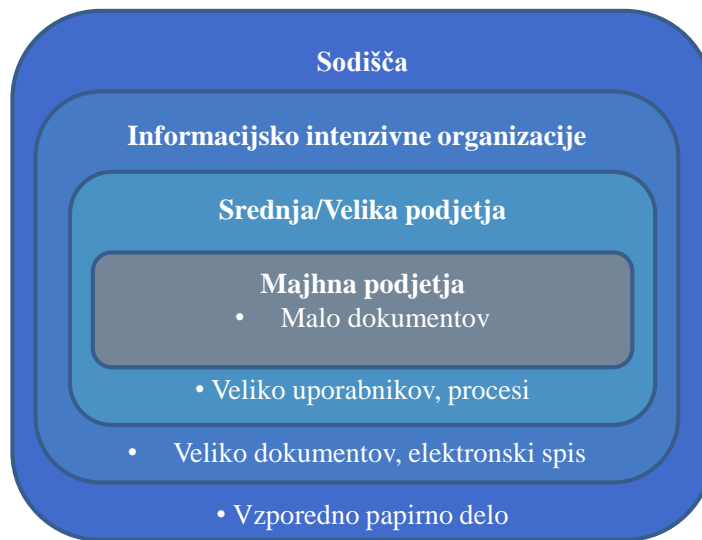 Sodišča
Informacijsko intenzivne organizacije
Srednja/Velika podjetja
Majhna podjetja
• Malo dokumentov
• Veliko uporabnikov, procesi
• Veliko dokumentov, elektronski spis
• Vzporedno papirno delo